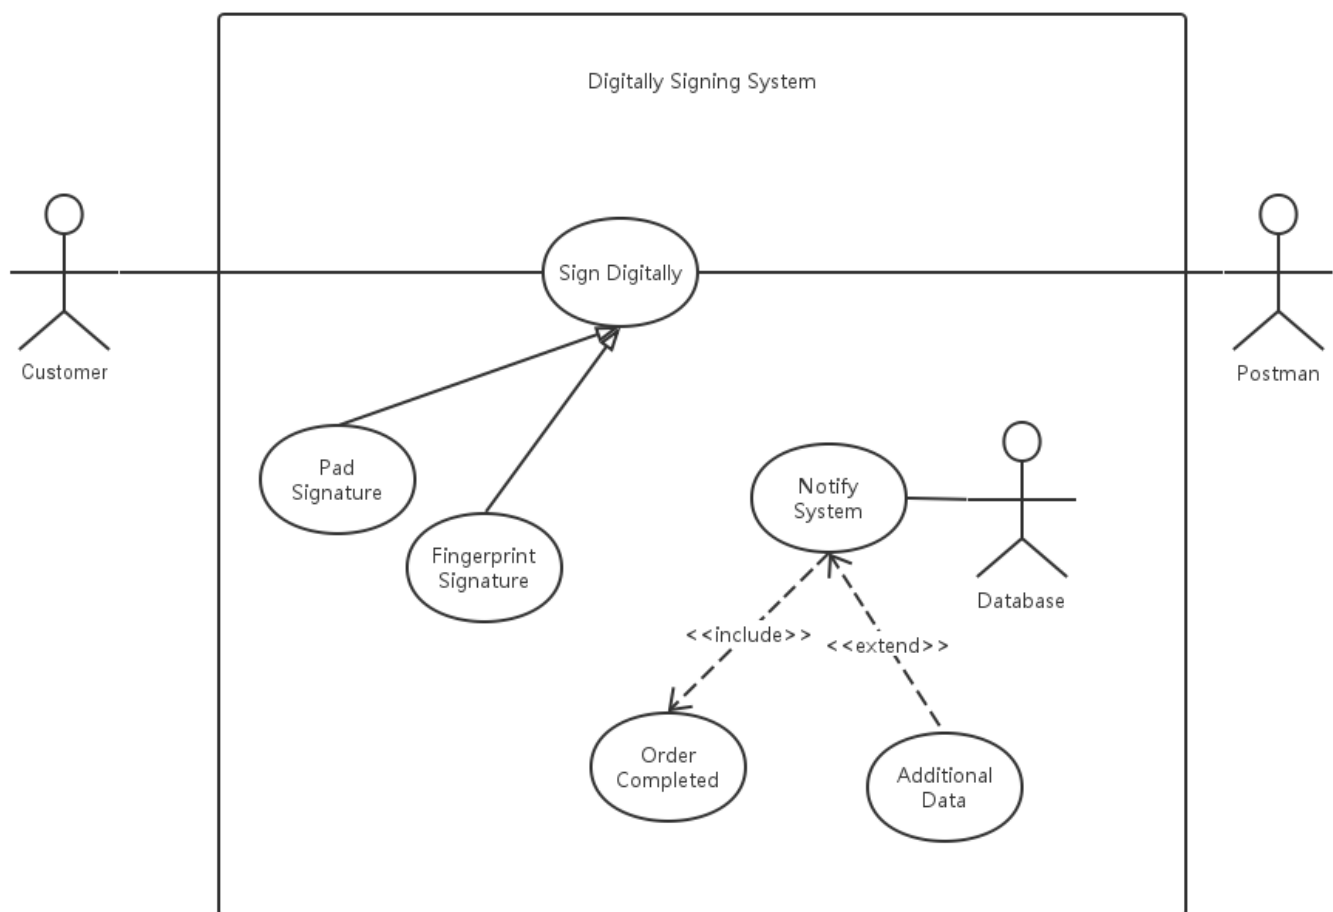 Digitally Signing System
Sign Digitally
Customer
Postman
Pad
Signature
Notify
System
Fingerprint
Signature
Database
<<include>>
<<extend>>
Order
Completed
Additional
Data